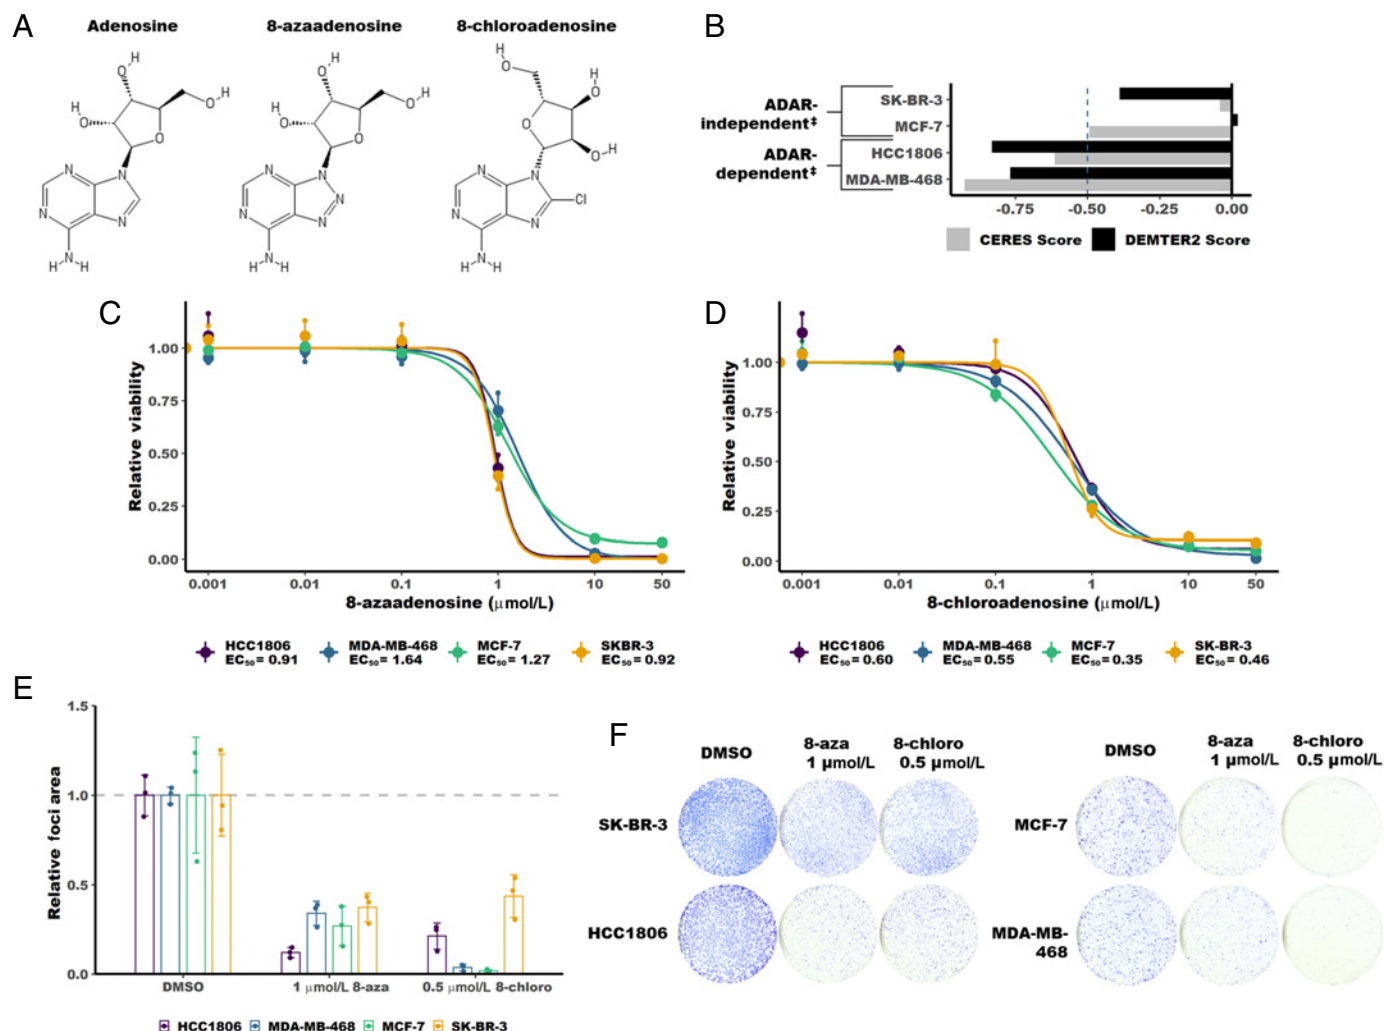 A
Adenosine
8-azaadenosine
8-chloroadenosine
H
O
H
O
O
H
O
N
N
N
N
N
H
H
H
O
H
O
O
H
O
N
N
N
N
N
N
H
H
H
O
H
O
O
O
H
N
N
N
N
Cl
N
H
H
B
ADAR-
independent‡
SK-BR-3
MCF-7
ADAR-
dependent‡
HCC1806
MDA-MB-468
-0.75 -0.50 -0.25 0.00
CERES Score DEMTER2 Score
C
Relative viability
1.00
0.75
0.50
0.25
0.00
0.001 0.01 0.1 1 10 50
8-azaadenosine (μmol/L)
HCC1806 MDA-MB-468 MCF-7 SKBR-3
EC₅₀= 0.91 EC₅₀= 1.64 EC₅₀= 1.27 EC₅₀= 0.92
D
Relative viability
1.00
0.75
0.50
0.25
0.00
0.001 0.01 0.1 1 10 50
8-chloroadenosine (μmol/L)
HCC1806 MDA-MB-468 MCF-7 SK-BR-3
EC₅₀= 0.60 EC₅₀= 0.55 EC₅₀= 0.35 EC₅₀= 0.46
E
Relative foci area
1.5
1.0
0.5
0.0
DMSO 1 μmol/L 8-aza 0.5 μmol/L 8-chloro
HCC1806 MDA-MB-468 MCF-7 SK-BR-3
F
DMSO
8-aza
1 μmol/L
8-chloro
0.5 μmol/L
SK-BR-3
HCC1806
DMSO
8-aza
1 μmol/L
8-chloro
0.5 μmol/L
MCF-7
MDA-MB-
468